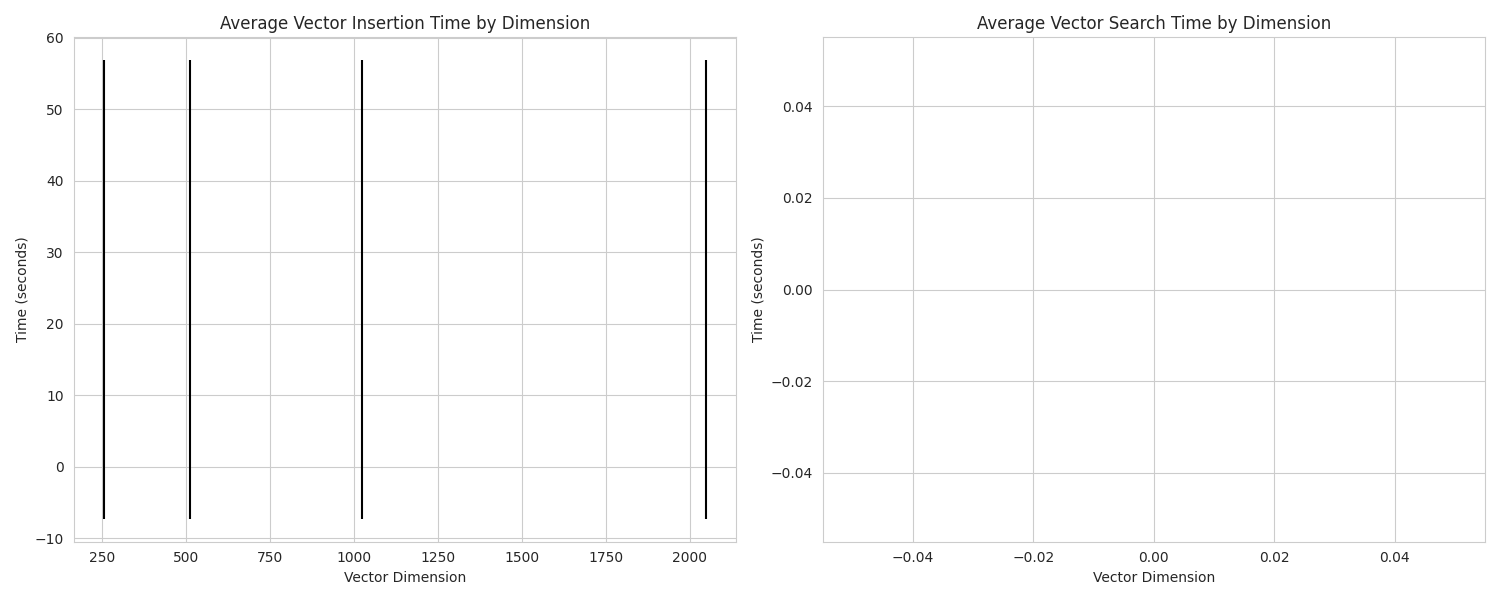 Average Vector Insertion Time by Dimension
60
50
40
30
20
10
0
−10
Time (seconds)
250 500 750 1000 1250 1500 1750 2000
Vector Dimension
Average Vector Search Time by Dimension
0.04
0.02
0.00
−0.02
−0.04
Time (seconds)
−0.04 −0.02 0.00 0.02 0.04
Vector Dimension